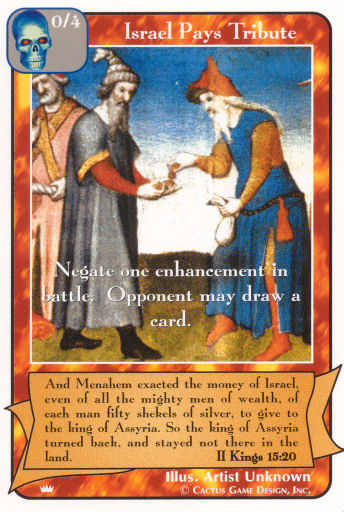 0/4
Israel Pays Tribute
Negate one enhancement in
battle. Opponent may draw a
card.
And Menahem exacted the money of Israel,
even of all the mighty men of wealth, of
each man fifty shekels of silver, to give to
the king of Assyria. So the king of Assyria
turned back, and stayed not there in the
land. II Kings 15:20
Illus. Artist Unknown
© Cactus Game Design, Inc.